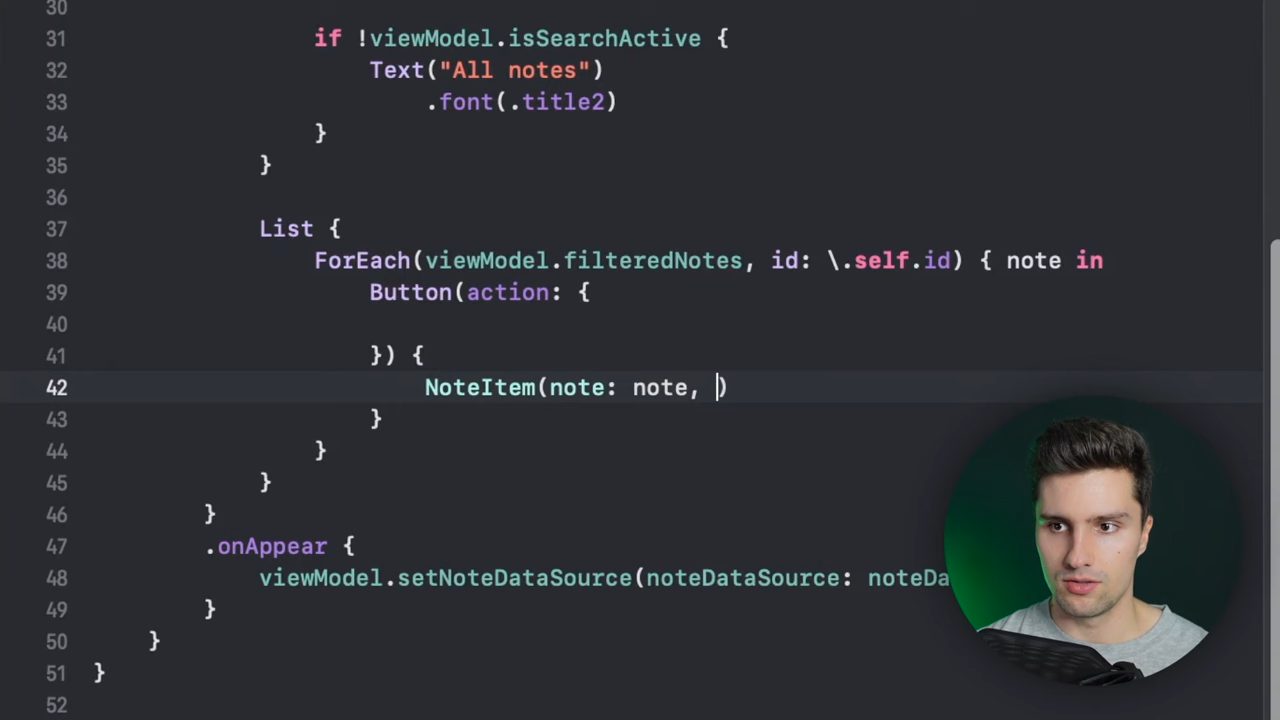 30
31 if !viewModel.isSearchActive {
32 Text("All notes")
33 .font(.title2)
34 }
35 }
36
37 List {
38 ForEach(viewModel.filteredNotes, id: \.self.id) { note in
39 Button(action: {
40
41 }) {
42 NoteItem(note: note, )
43 }
44 }
45 }
46 }
47 .onAppear {
48 viewModel.setNoteDataSource(noteDataSource: noteDa
49 }
50 }
51 }
52